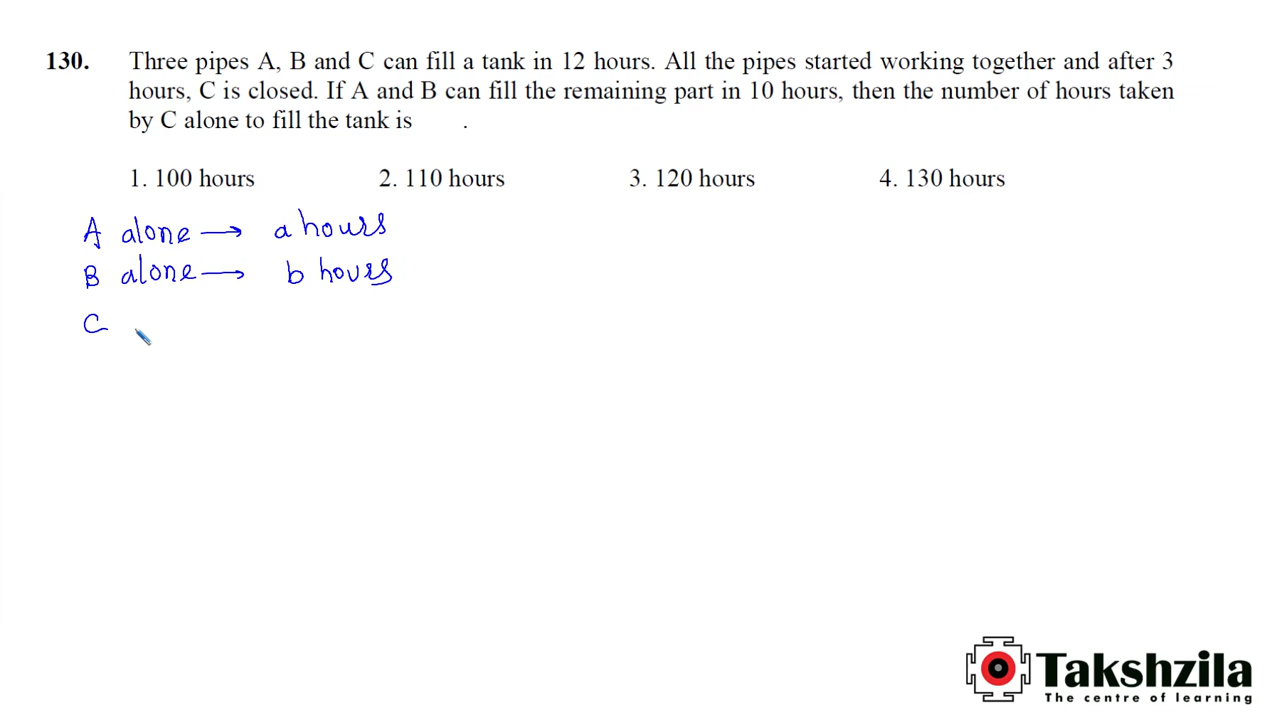 130. Three pipes A, B and C can fill a tank in 12 hours. All the pipes started working together and after 3
hours, C is closed. If A and B can fill the remaining part in 10 hours, then the number of hours taken
by C alone to fill the tank is .
1. 100 hours 2. 110 hours 3. 120 hours 4. 130 hours
A alone → a hours
B alone → b hours
C
Takshzila
The centre of learning